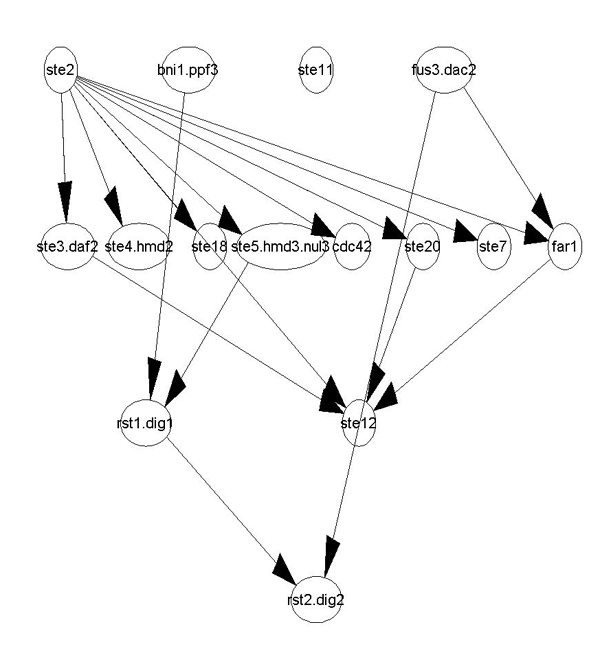 ste2 bni1.ppf3 ste11 fus3.dac2
ste3.daf2 ste4.hmd2 ste18 ste5.hmd3.nul3 cdc42 ste20 ste7 far1
rst1.dig1 ste12
rst2.dig2